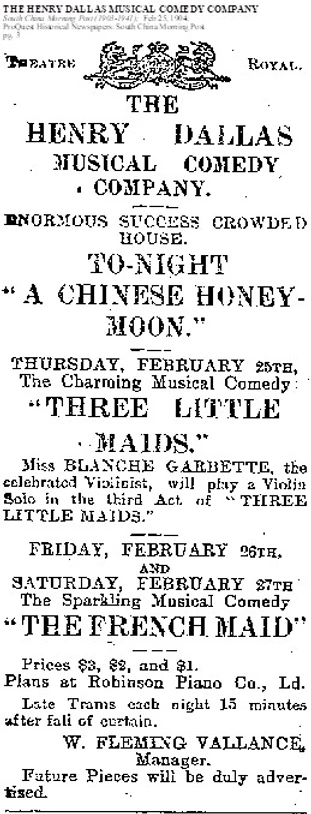 THE HENRY DALLAS MUSICAL COMEDY COMPANY
South China Morning Post (1903-1941); Feb 25, 1904;
ProQuest Historical Newspapers: South China Morning Post
pg. 3
THEATRE ROYAL.
THE
HENRY DALLAS
MUSICAL COMEDY
COMPANY.
ENORMOUS SUCCESS CROWDED
HOUSE.
TO-NIGHT
“A CHINESE HONEY-
MOON.”
THURSDAY, FEBRUARY 25TH,
The Charming Musical Comedy:
“THREE LITTLE
MAIDS.”
Miss BLANCHE GARBETTE, the
celebrated Violinist, will play a Violin
Solo in the third Act of “THREE
LITTLE MAIDS.”
FRIDAY, FEBRUARY 26TH,
AND
SATURDAY, FEBRUARY 27TH
The Sparkling Musical Comedy
“THE FRENCH MAID”
Prices $3, $2, and $1.
Plans at Robinson Piano Co., Ld.
Late Trams each night 15 minutes
after fall of curtain.
W. FLEMING VALLANCE,
Manager.
Future Pieces will be duly adver-
tised.